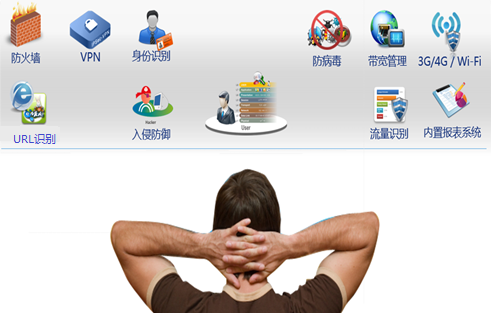 防火墙
VPN
身份识别
防病毒
带宽管理
3G/4G / Wi-Fi
URL识别
入侵防御
User
流量识别
内置报表系统